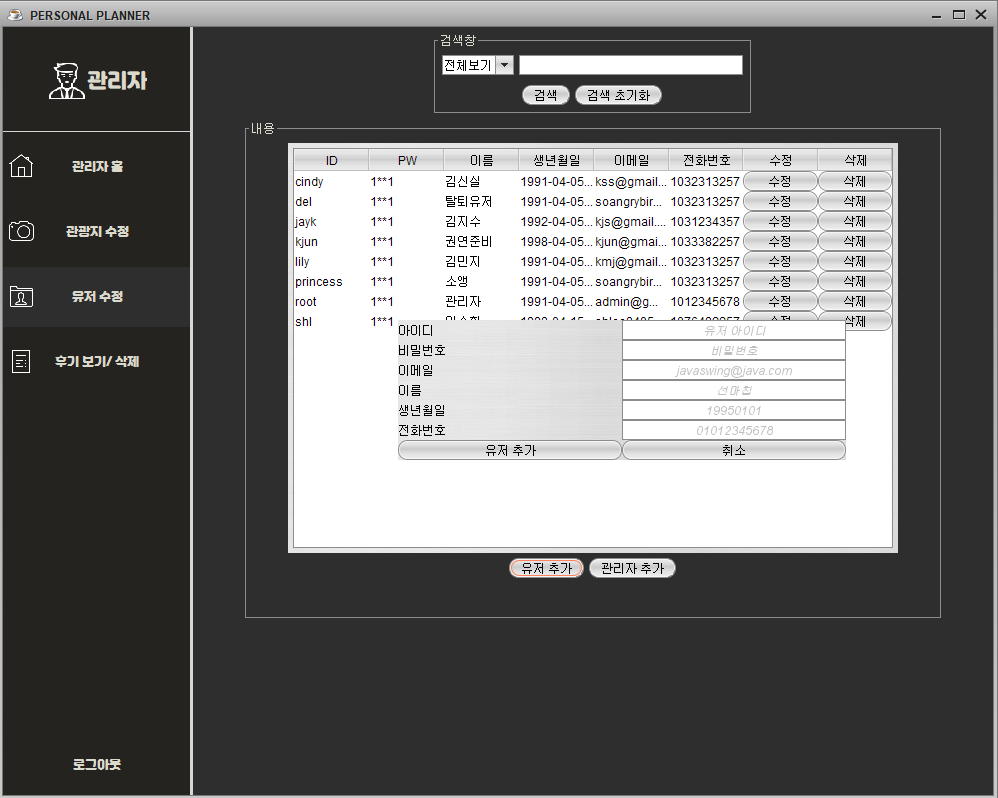 PERSONAL PLANNER
관리자
관리자 홈
관광지 수정
유저 수정
후기 보기/ 삭제
로그아웃
검색창
전체보기
검색 검색 초기화
내용
ID PW 이름 생년월일 이메일 전화번호 수정 삭제
cindy 1**1 김신실 1991-04-05... kss@gmail... 1032313257 수정 삭제
del 1**1 탈퇴유저 1991-04-05... soangrybir... 1032313257 수정 삭제
jayk 1**1 김지수 1992-04-05... kjs@gmail.... 1031234357 수정 삭제
kjun 1**1 권연준비 1998-04-05... kjun@gmai... 1033382257 수정 삭제
lily 1**1 김민지 1991-04-05... kmj@gmail... 1032313257 수정 삭제
princess 1**1 소앵 1991-04-05... soangrybir... 1032313257 수정 삭제
root 1**1 관리자 1991-04-05... admin@g... 1012345678 수정 삭제
shl 1**1 수정 삭제
아이디 유저 아이디
비밀번호 비밀번호
이메일 javaswing@java.com
이름 선마칩
생년월일 19950101
전화번호 01012345678
유저 추가 취소
유저 추가 관리자 추가